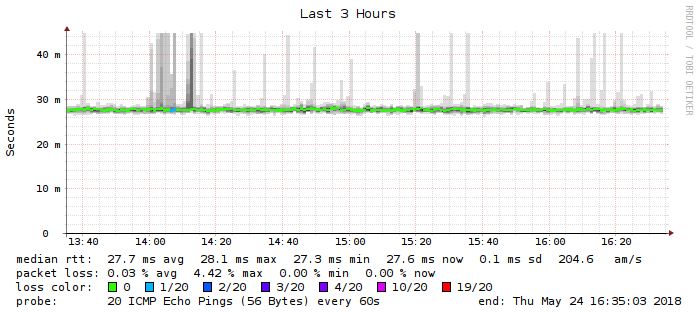 Last 3 Hours
RRDTOOL / TOBI OETIKER
Seconds
40 m
30 m
20 m
10 m
0
13:40 14:00 14:20 14:40 15:00 15:20 15:40 16:00 16:20
median rtt: 27.7 ms avg 28.1 ms max 27.3 ms min 27.6 ms now 0.1 ms sd 204.6 am/s
packet loss: 0.03 % avg 4.42 % max 0.00 % min 0.00 % now
loss color: 0 1/20 2/20 3/20 4/20 10/20 19/20
probe: 20 ICMP Echo Pings (56 Bytes) every 60s end: Thu May 24 16:35:03 2018